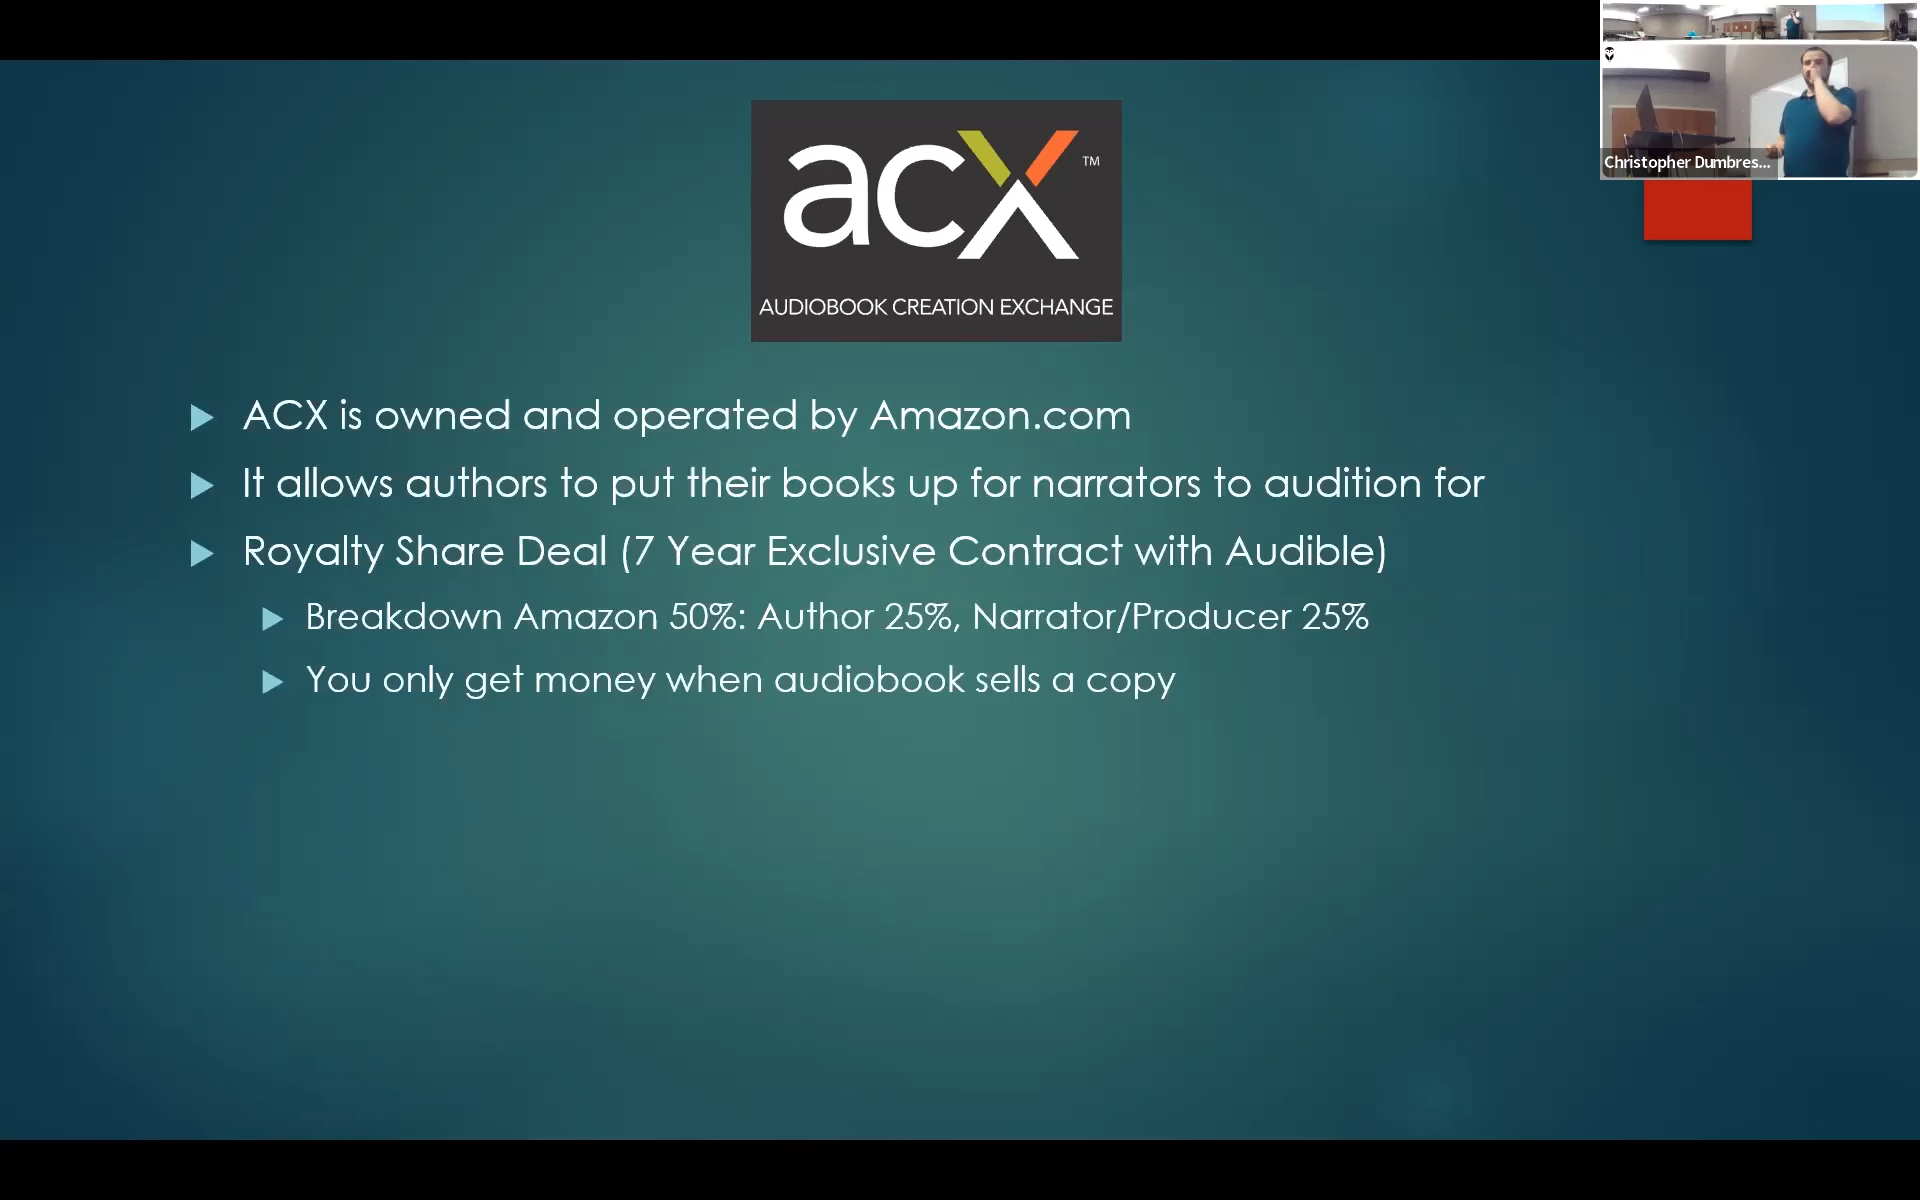 acx ™
AUDIOBOOK CREATION EXCHANGE
Christopher Dumbres...
ACX is owned and operated by Amazon.com
It allows authors to put their books up for narrators to audition for
Royalty Share Deal (7 Year Exclusive Contract with Audible)
Breakdown Amazon 50%: Author 25%, Narrator/Producer 25%
You only get money when audiobook sells a copy